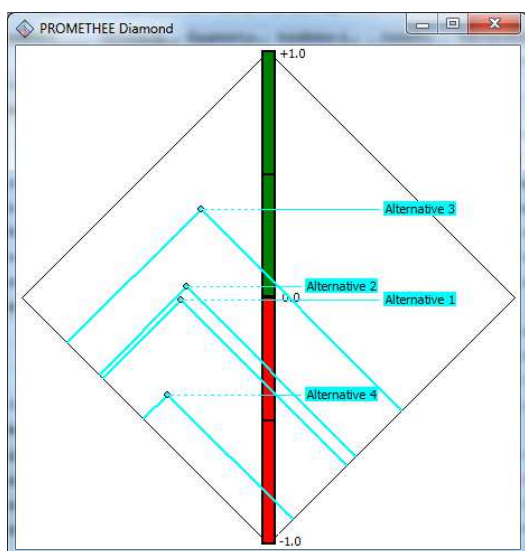 PROMETHEE Diamond
+1.0
Alternative 3
Alternative 2
0.0
Alternative 1
Alternative 4
-1.0